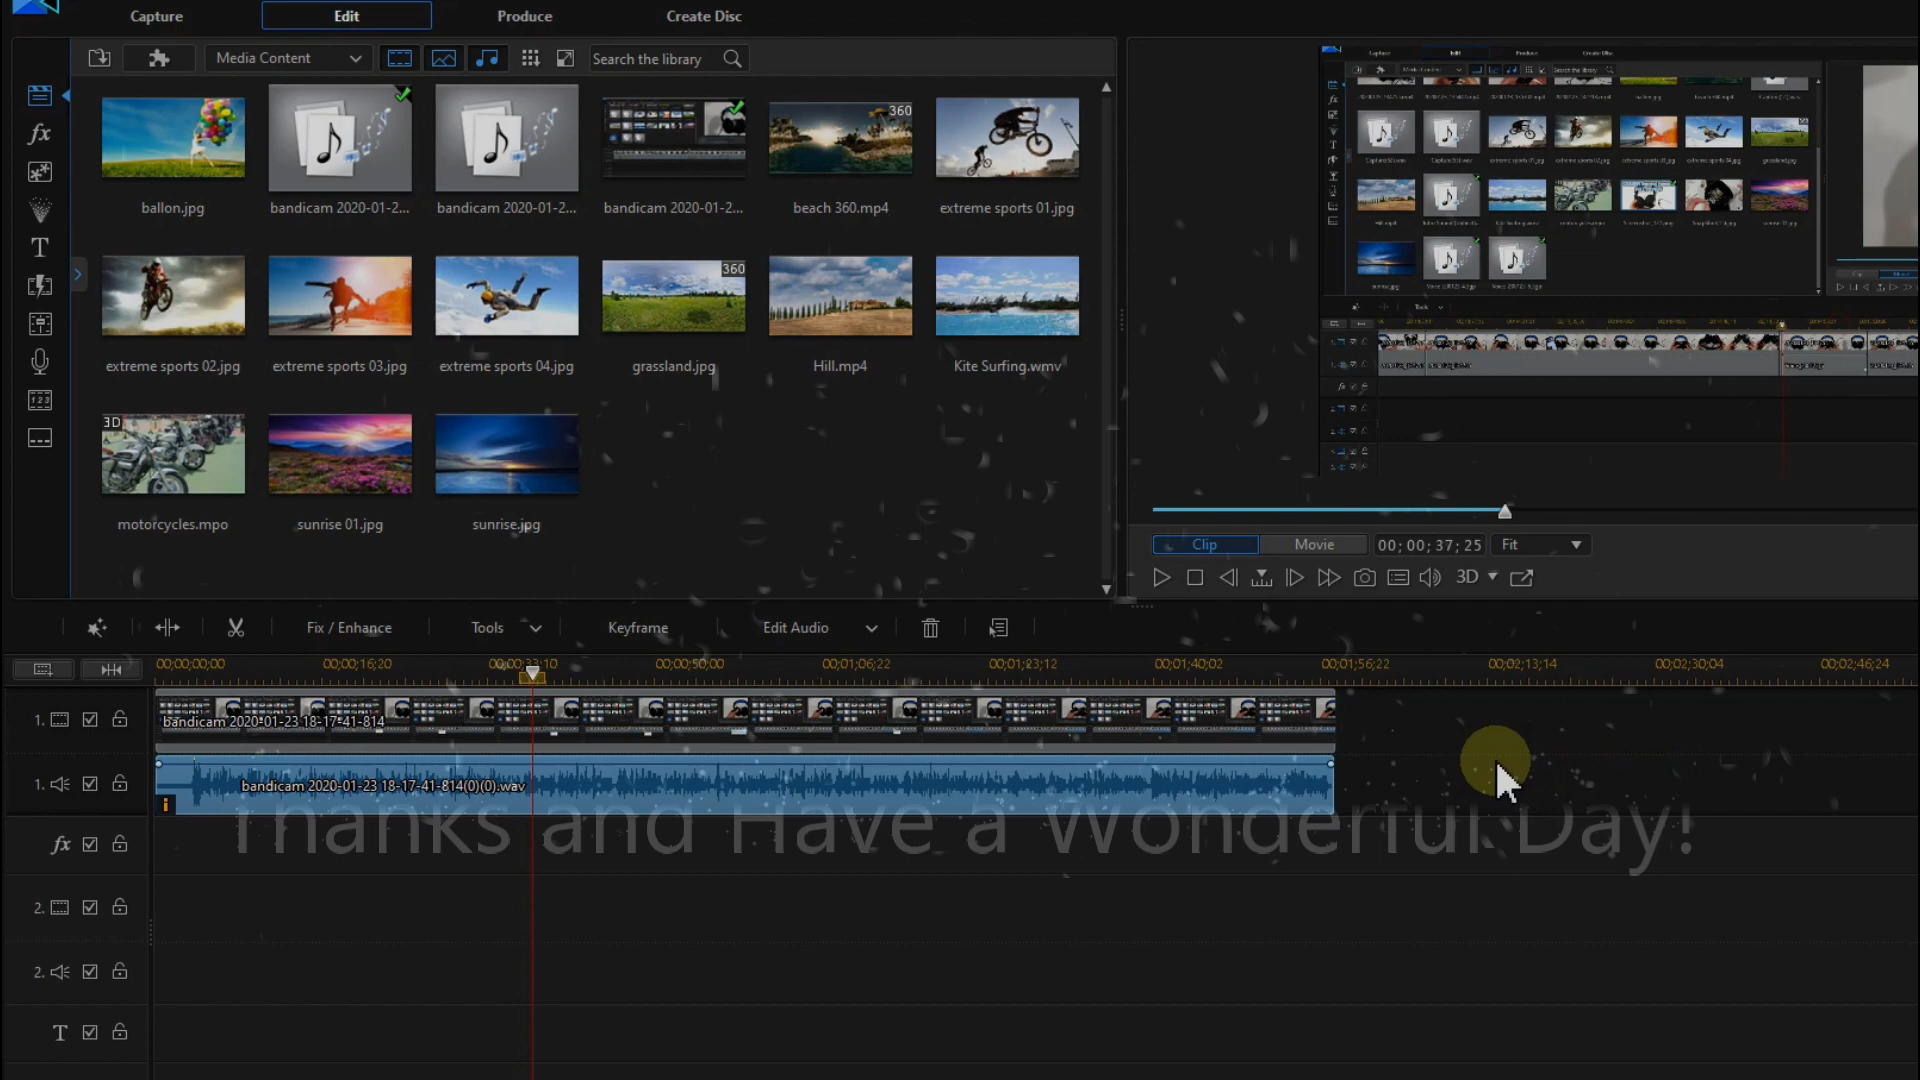 Capture Edit Produce Create Disc
Media Content Search the library
ballon.jpg bandicam 2020-01-2... bandicam 2020-01-2... bandicam 2020-01-2... 360 beach 360.mp4 extreme sports 01.jpg
extreme sports 02.jpg extreme sports 03.jpg extreme sports 04.jpg 360 grassland.jpg Hill.mp4 Kite Surfing.wmv
3D motorcycles.mpo sunrise 01.jpg sunrise.jpg
Clip Movie 00; 00; 37; 25 Fit
3D
Fix / Enhance Tools Keyframe Edit Audio
00;00;00;00 00;00;16;20 00;00;33;10 00;00;50;00 00;01;06;22 00;01;23;12 00;01;40;02 00;01;56;22 00;02;13;14 00;02;30;04 00;02;46;24
1. bandicam 2020-01-23 18-17-41-814
1. bandicam 2020-01-23 18-17-41-814(0)(0).wav
Thanks and Have a Wonderful Day!
fx
2.
2.
T